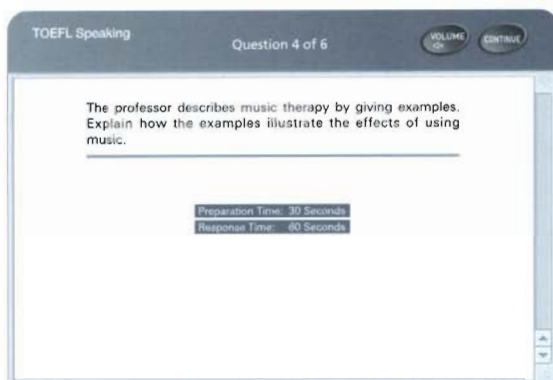 TOEFL Speaking
Question 4 of 6
VOLUME
CONTINUE
The professor describes music therapy by giving examples.
Explain how the examples illustrate the effects of using
music.
Preparation Time: 30 Seconds
Response Time: 60 Seconds